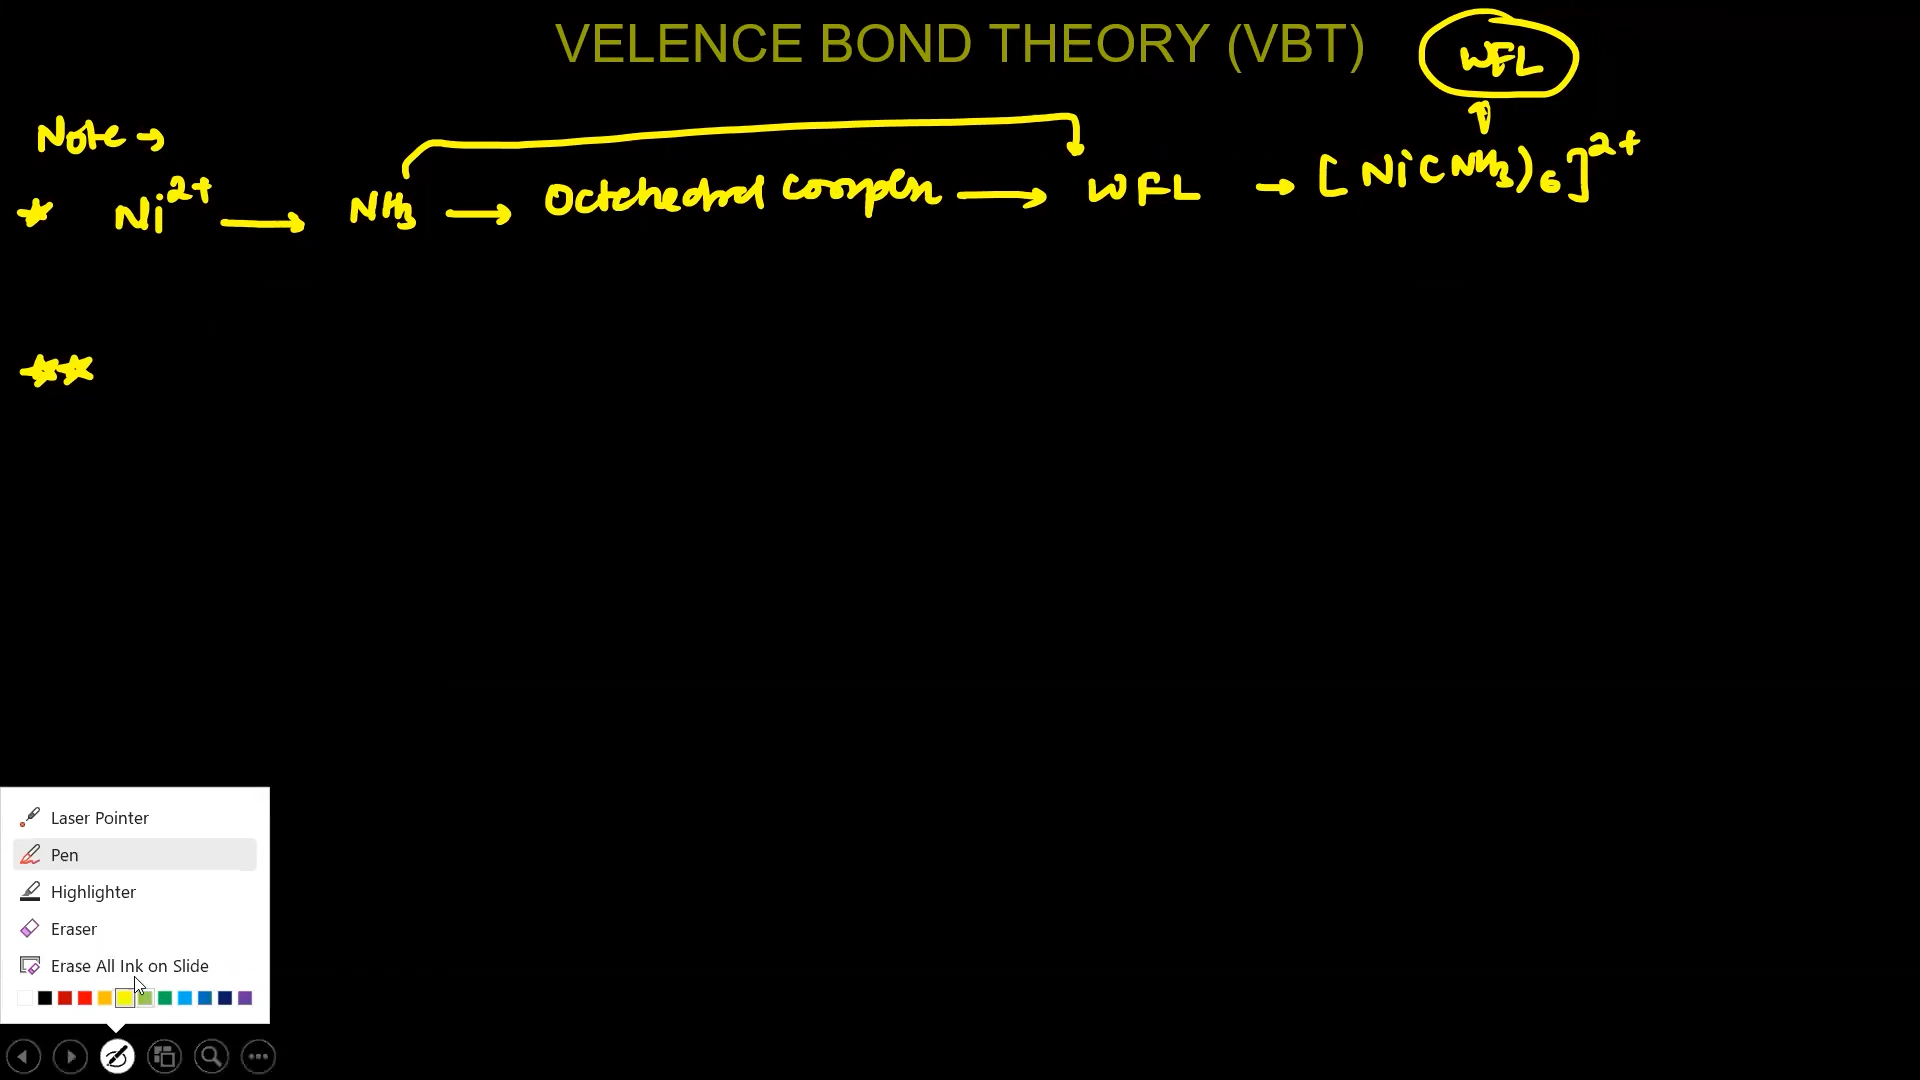 VELENCE BOND THEORY (VBT)
WFL
Note →
* Ni²⁺ → NH₃ → Octehedral complex → WFL → [Ni(NH₃)₆]²⁺
**
Laser Pointer
Pen
Highlighter
Eraser
Erase All Ink on Slide